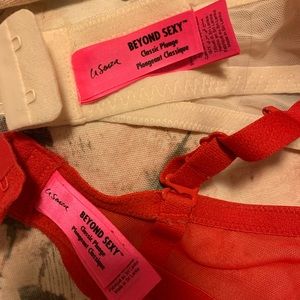 La Senza
BEYOND SEXY™
Classic Plunge
Plongeant Classique
La Senza
BEYOND SEXY™
Classic Plunge
Plongeant Classique